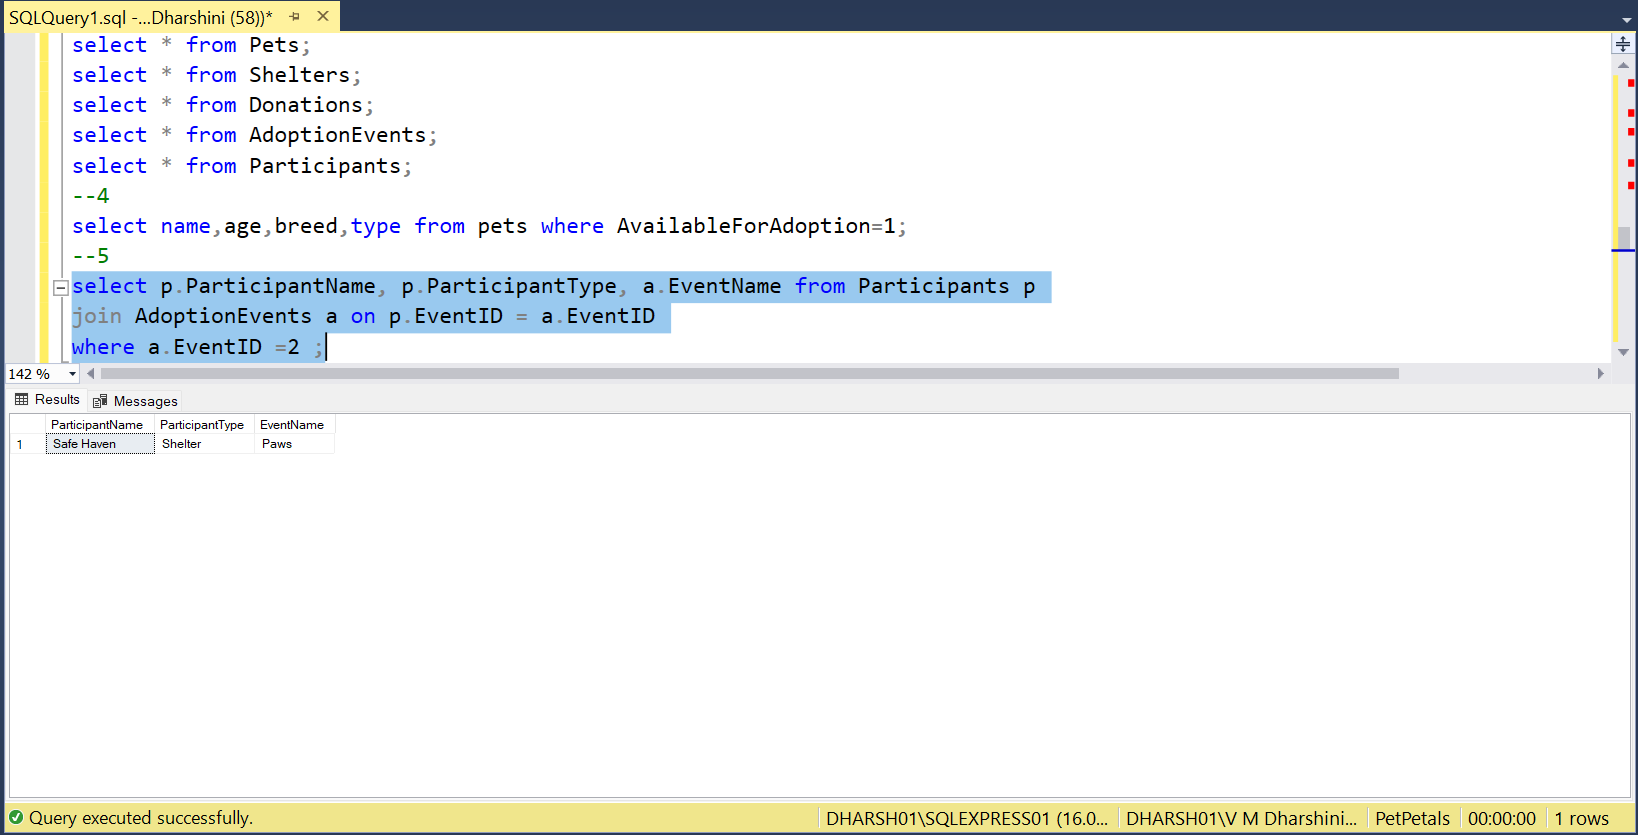 SQLQuery1.sql -...Dharshini (58))*
select * from Pets;
select * from Shelters;
select * from Donations;
select * from AdoptionEvents;
select * from Participants;
--4
select name,age,breed,type from pets where AvailableForAdoption=1;
--5
select p.ParticipantName, p.ParticipantType, a.EventName from Participants p
join AdoptionEvents a on p.EventID = a.EventID
where a.EventID =2 ;
142 %
Results Messages
ParticipantName ParticipantType EventName
1 Safe Haven Shelter Paws
Query executed successfully. DHARSH01\SQLEXPRESS01 (16.0... DHARSH01\V M Dharshini... PetPetals 00:00:00 1 rows